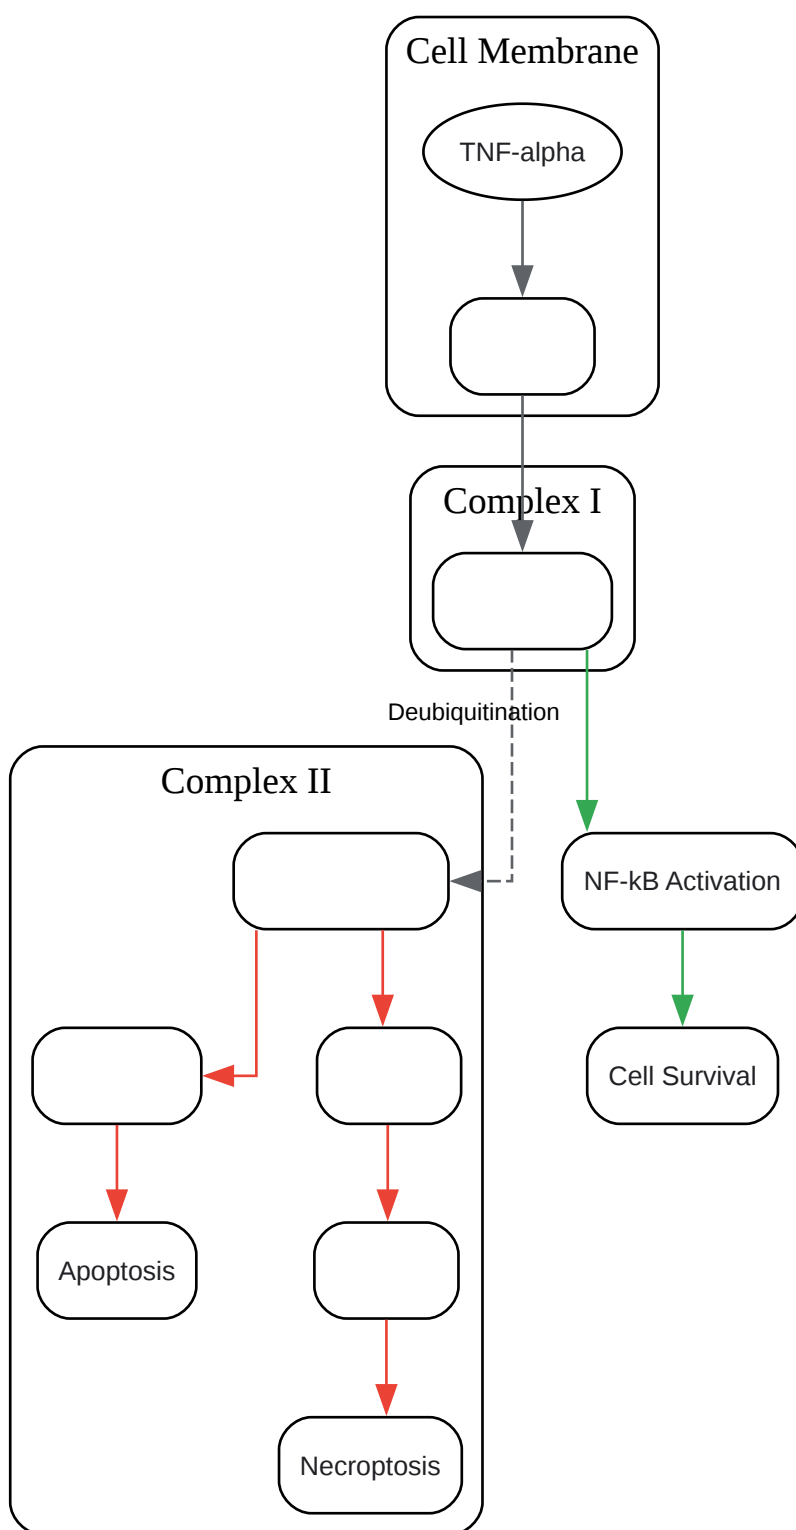 Cell Membrane
TNF-alpha
Complex I
Deubiquitination
Complex II
NF-kB Activation
Cell Survival
Apoptosis
Necroptosis